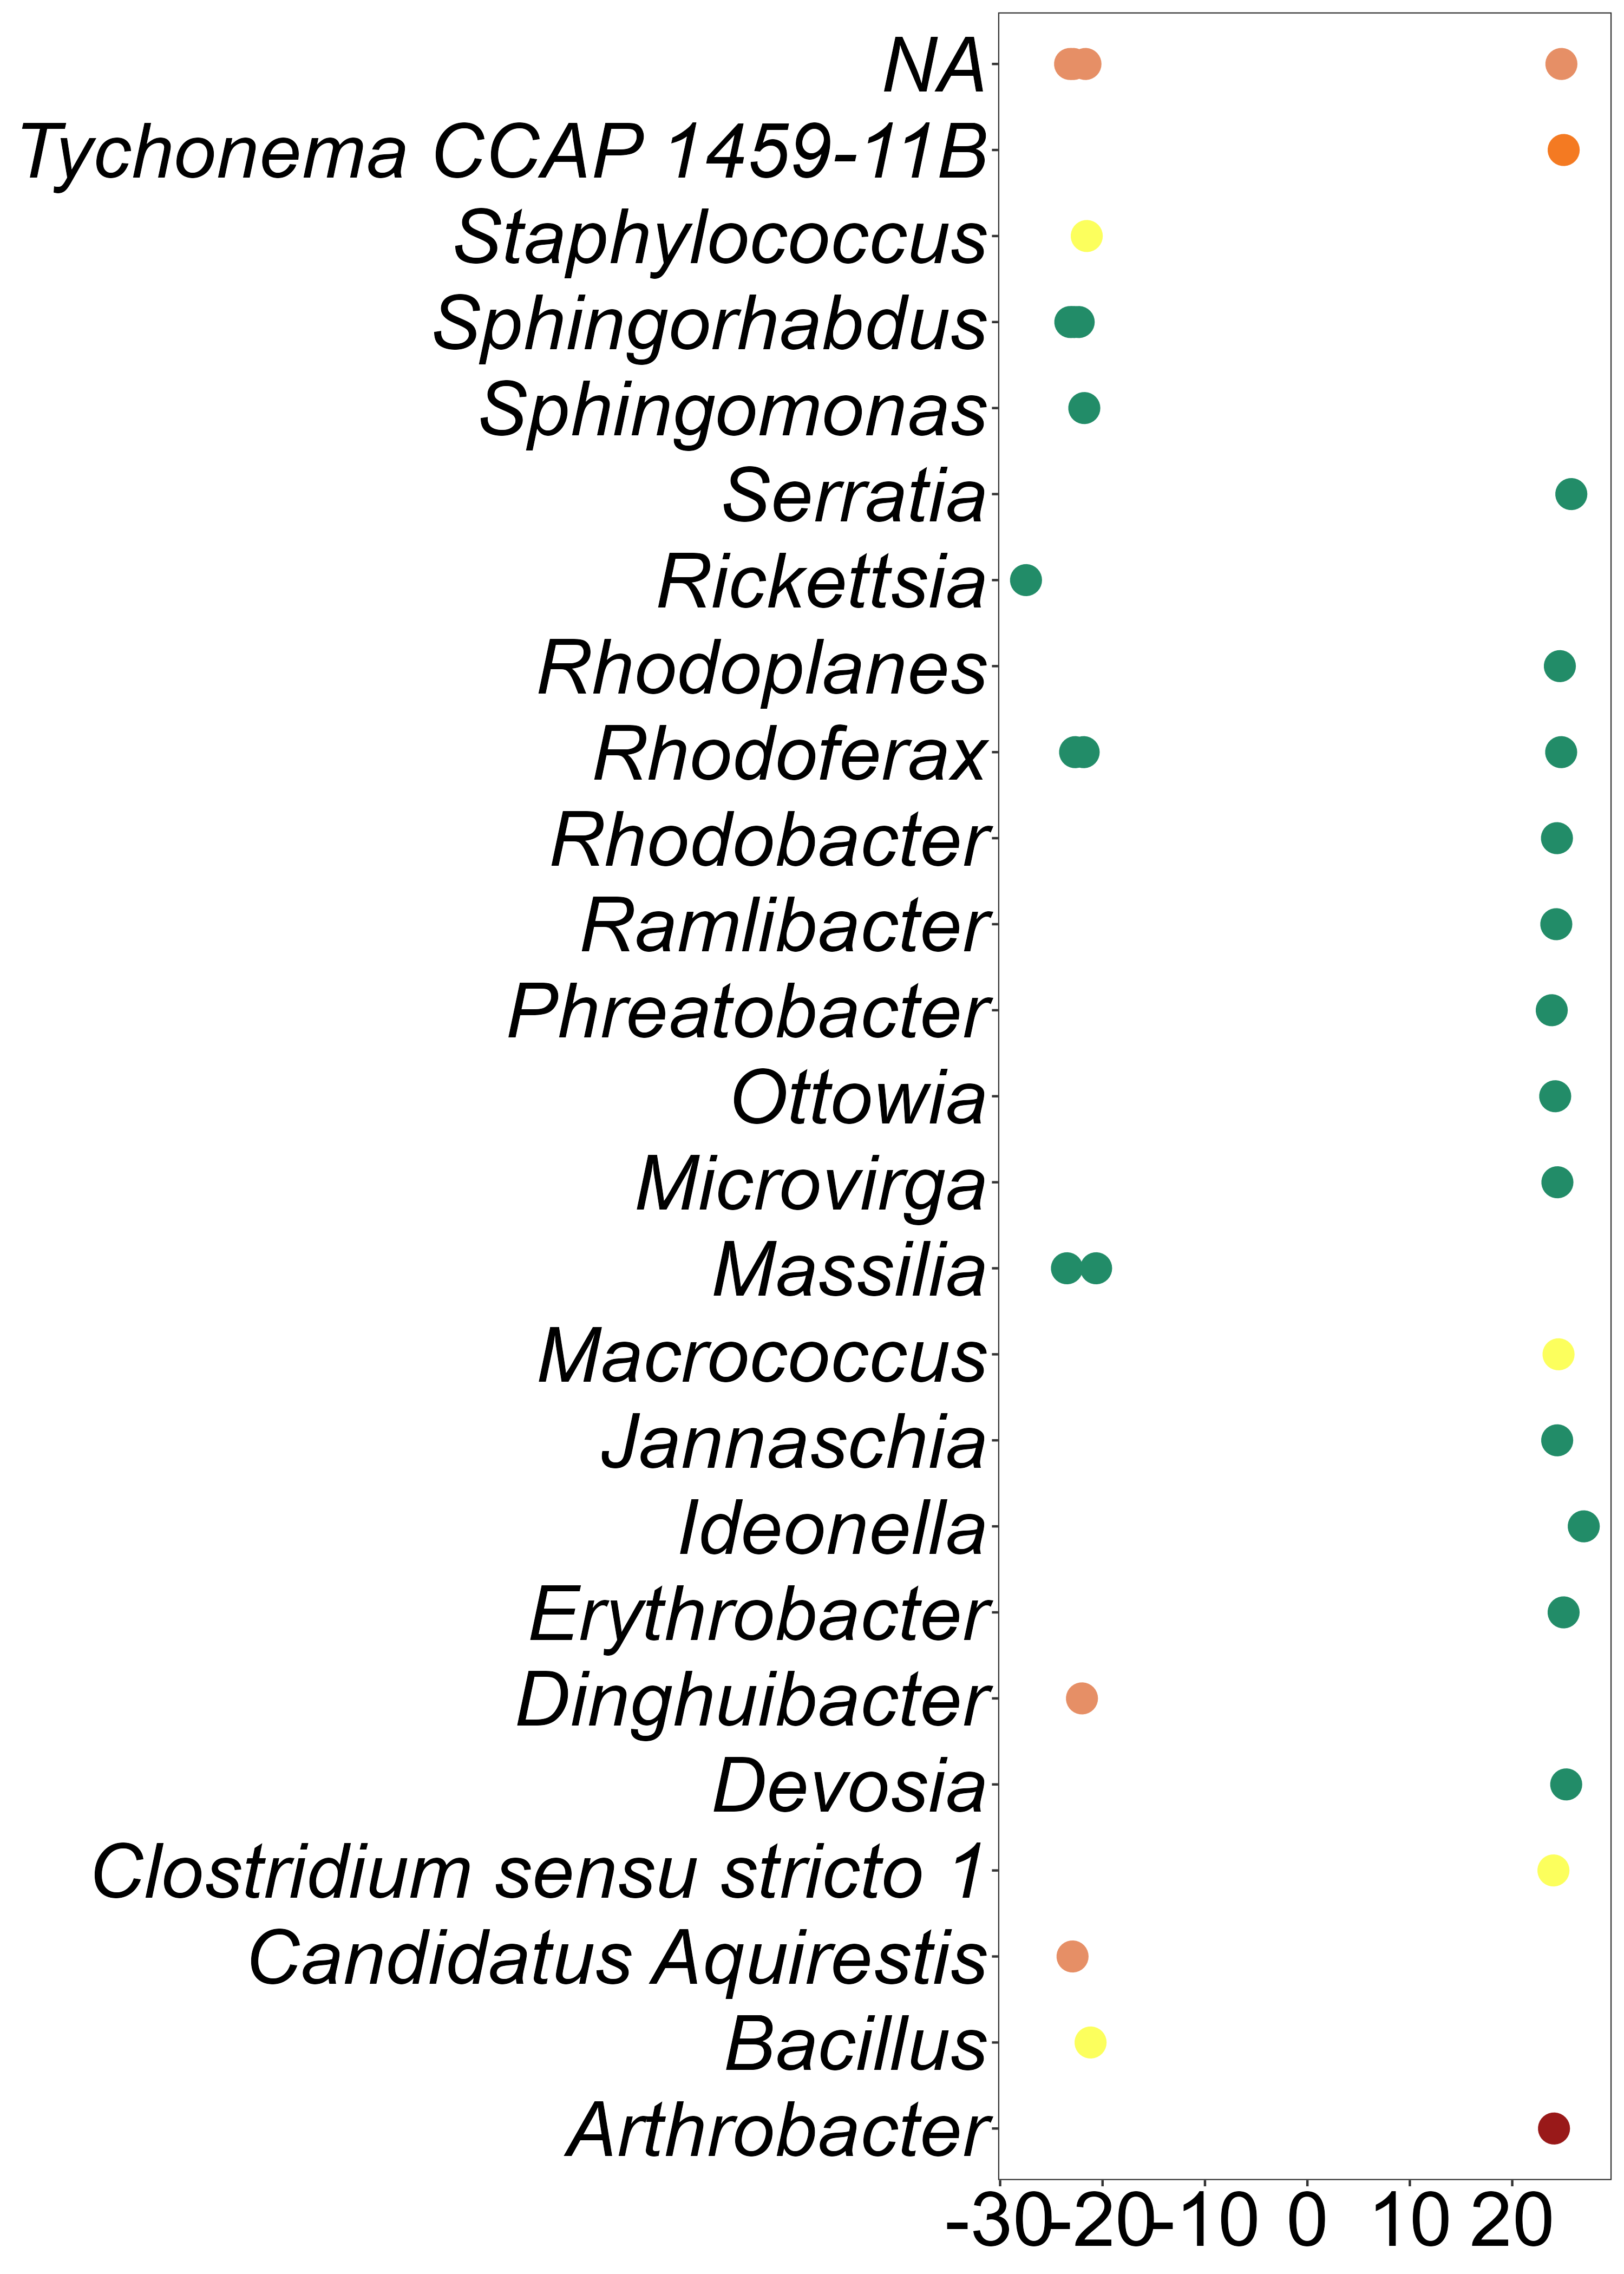 NA
Tychonema CCAP 1459-11B
Staphylococcus
Sphingorhabdus
Sphingomonas
Serratia
Rickettsia
Rhodoplanes
Rhodoferax
Rhodobacter
Ramlibacter
Phreatobacter
Ottowia
Microvirga
Massilia
Macrococcus
Jannaschia
Ideonella
Erythrobacter
Dinghuibacter
Devosia
Clostridium sensu stricto 1
Candidatus Aquirestis
Bacillus
Arthrobacter
-30 -20 -10 0 10 20